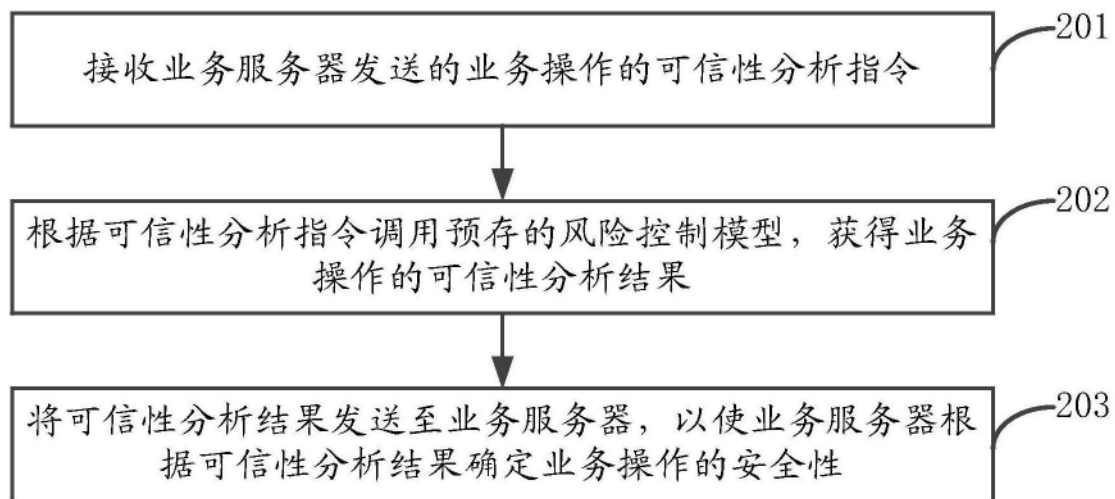 201
接收业务服务器发送的业务操作的可信性分析指令
202
根据可信性分析指令调用预存的风险控制模型，获得业务
操作的可信性分析结果
203
将可信性分析结果发送至业务服务器，以使业务服务器根
据可信性分析结果确定业务操作的安全性